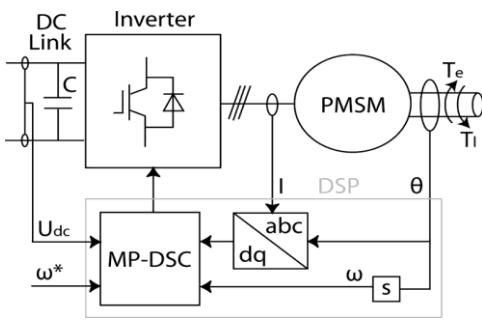 DC
Link
Inverter
C
PMSM
Te
Tl
I
DSP
θ
Udc
abc
dq
MP-DSC
ω*
ω
s